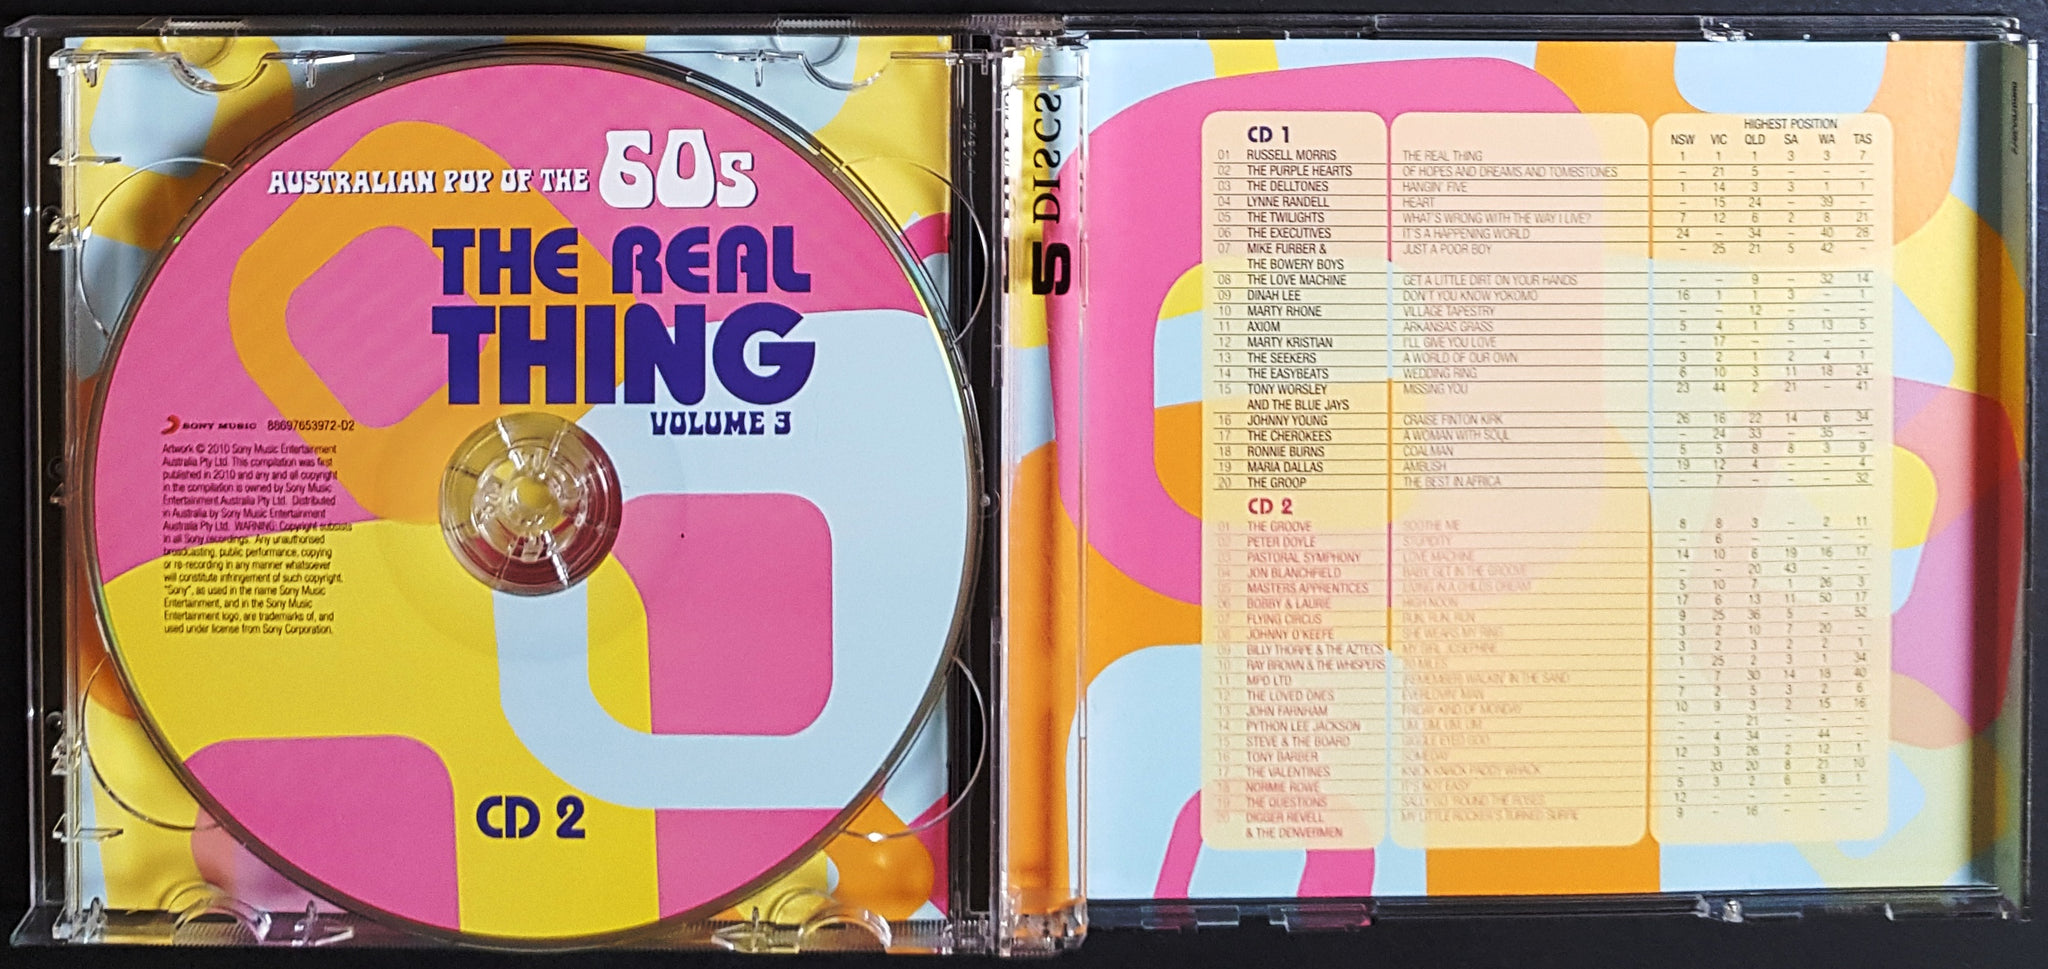 AUSTRALIAN POP OF THE 60s
THE REAL
THING
VOLUME 3
SONY MUSIC 88697653972-D2
Artwork © 2010 Sony Music Entertainment
Australia Pty Ltd. This compilation was first
published in 2010 and any and all copyright
in the compilation is owned by Sony Music
Entertainment Australia Pty Ltd. Distributed
in Australia by Sony Music Entertainment
Australia Pty Ltd. WARNING: Copyright subsists
in all Sony recordings. Any unauthorised
broadcasting, public performance, copying
or re-recording in any manner whatsoever
will constitute infringement of such copyright.
"Sony", as used in the name Sony Music
Entertainment, and in the Sony Music
Entertainment logo, are trademarks of, and
used under license from Sony Corporation.
CD 2
2 DISCS
HIGHEST POSITION
CD 1 NSW VIC QLD SA WA TAS
01 RUSSELL MORRIS THE REAL THING 1 1 1 3 3 7
02 THE PURPLE HEARTS OF HOPES AND DREAMS AND TOMBSTONES – 21 5 – – –
03 THE DELLTONES HANGIN' FIVE 1 14 3 3 1 1
04 LYNNE RANDELL HEART – 15 24 – 39 –
05 THE TWILIGHTS WHAT'S WRONG WITH THE WAY I LIVE? 7 12 6 2 8 21
06 THE EXECUTIVES IT'S A HAPPENING WORLD 24 – 34 – 40 28
07 MIKE FURBER & JUST A POOR BOY – 25 21 5 42 –
THE BOWERY BOYS
08 THE LOVE MACHINE GET A LITTLE DIRT ON YOUR HANDS – – 9 – 32 14
09 DINAH LEE DON'T YOU KNOW YOKOMO 16 1 1 3 – 1
10 MARTY RHONE VILLAGE TAPESTRY – – 12 – – –
11 AXIOM ARKANSAS GRASS 5 4 1 5 13 5
12 MARTY KRISTIAN I'LL GIVE YOU LOVE – 17 – – – –
13 THE SEEKERS A WORLD OF OUR OWN 3 2 1 2 4 1
14 THE EASYBEATS WEDDING RING 6 10 3 11 18 24
15 TONY WORSLEY MISSING YOU 23 44 2 21 – 41
AND THE BLUE JAYS
16 JOHNNY YOUNG CRAISE FINTON KIRK 26 16 22 14 6 34
17 THE CHEROKEES A WOMAN WITH SOUL – 24 33 – 35 –
18 RONNIE BURNS COALMAN 5 5 8 8 3 9
19 MARIA DALLAS AMBUSH 19 12 4 – – 4
20 THE GROOP THE BEST IN AFRICA – 7 – – – 32
CD 2
01 THE GROOVE SOOTHE ME 8 8 3 – 2 11
PETER DOYLE STUPIDITY – 6 – – – –
03 PASTORAL SYMPHONY LOVE MACHINE 14 10 6 19 16 17
04 JON BLANCHFIELD BABY, GET IN THE GROOVE – – 20 43 – –
05 MASTERS APPRENTICES LIVING IN A CHILD'S DREAM 5 10 7 1 26 3
06 BOBBY & LAURIE HIGH NOON 17 6 13 11 50 17
07 FLYING CIRCUS RUN, RUN, RUN 9 25 36 5 – 52
08 JOHNNY O'KEEFE SHE WEARS MY RING 3 2 10 7 20 –
09 BILLY THORPE & THE AZTECS MY GIRL JOSEPHINE 3 2 3 2 2 1
10 RAY BROWN & THE WHISPERS 20 MILES 1 25 2 3 1 34
11 MPD LTD (REMEMBER) WALKIN' IN THE SAND – 7 30 14 18 40
12 THE LOVED ONES EVERLOVIN' MAN 7 2 5 3 2 6
13 JOHN FARNHAM FRIDAY KIND OF MONDAY 10 9 3 2 15 16
14 PYTHON LEE JACKSON UM, UM, UM, UM – – 21 – – –
15 STEVE & THE BOARD GIGGLE EYED GOO – 4 34 – 44 –
16 TONY BARBER SOMEDAY 12 3 26 2 12 1
17 THE VALENTINES KNICK KNACK PADDY WHACK – 33 20 8 21 10
18 NORMIE ROWE IT'S NOT EASY 5 3 2 6 8 1
19 THE QUESTIONS SALLY GO 'ROUND THE ROSES 12 – – – – –
20 DIGGER REVELL MY LITTLE ROCKER'S TURNED SURFIE 9 – 16 – – –
& THE DENVERMEN